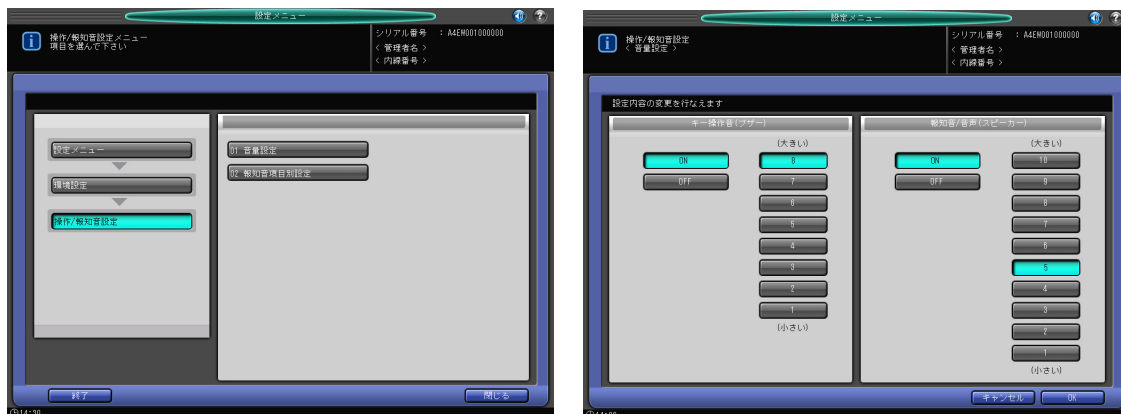 設定メニュー
操作/報知音設定メニュー
項目を選んで下さい
シリアル番号 : A4EW001000000
< 管理者名 >
< 内線番号 >
設定メニュー
環境設定
操作/報知音設定
01 音量設定
02 報知音項目別設定
終了
閉じる
14:30
設定メニュー
操作/報知音設定
< 音量設定 >
シリアル番号 : A4EW001000000
< 管理者名 >
< 内線番号 >
設定内容の変更を行なえます
キー操作音(ブザー)
ON
OFF
(大きい)
8
7
6
5
4
3
2
1
(小さい)
報知音/音声(スピーカー)
ON
OFF
(大きい)
10
9
8
7
6
5
4
3
2
1
(小さい)
キャンセル
OK